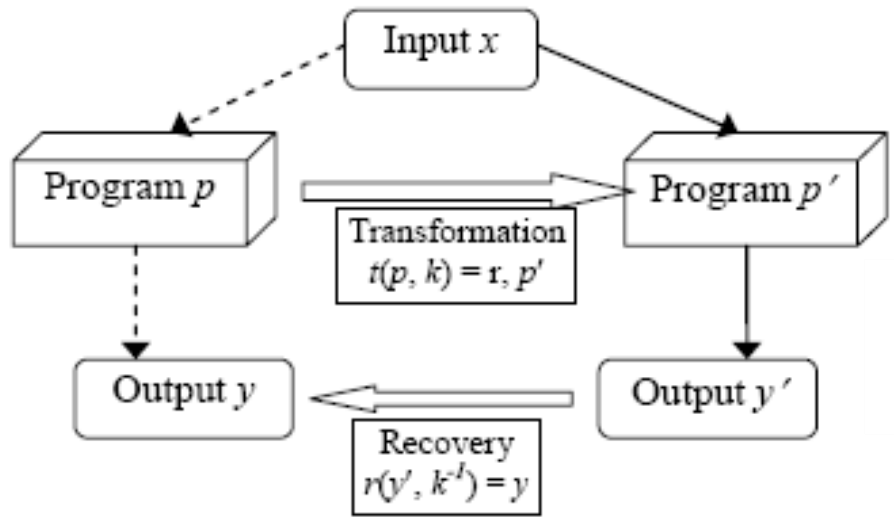 Input x
Program p
Program p′
Transformation
t(p, k) = r, p'
Output y
Output y′
Recovery
r(y', k⁻¹) = y